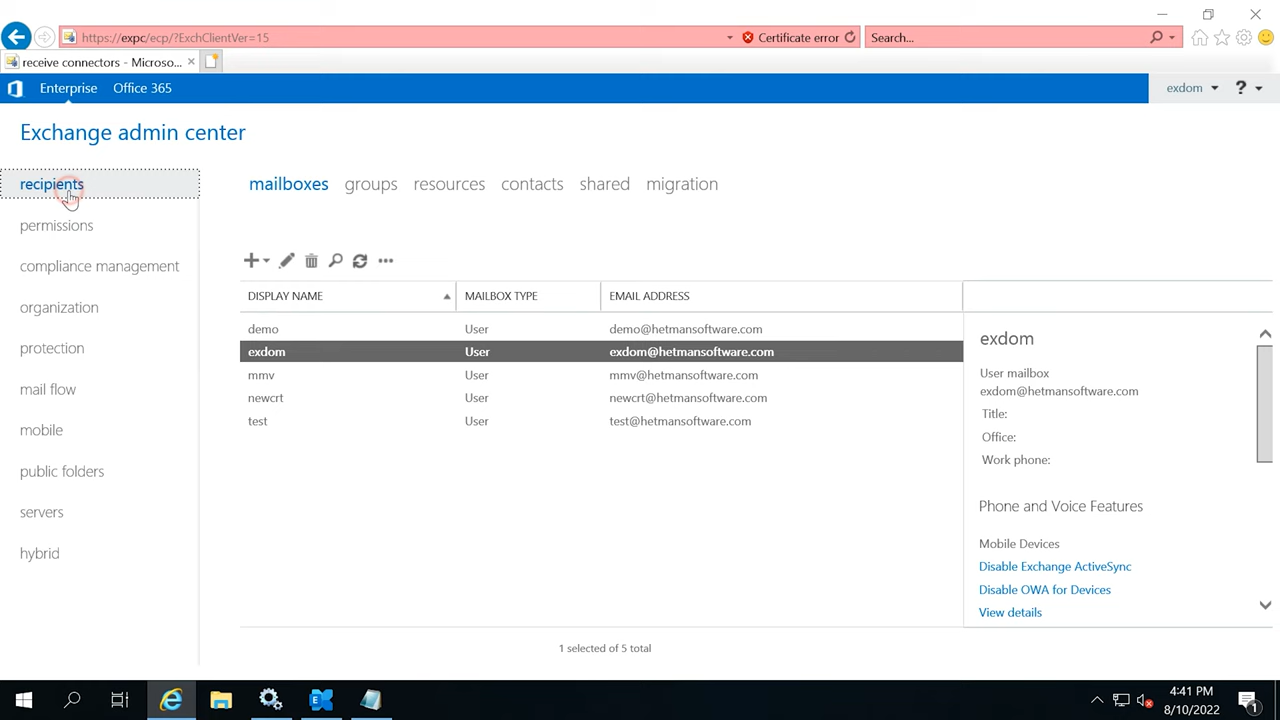 https://expc/ecp/?ExchClientVer=15
Certificate error
Search...
receive connectors - Microso...
Enterprise
Office 365
exdom
?
Exchange admin center
recipients
permissions
compliance management
organization
protection
mail flow
mobile
public folders
servers
hybrid
mailboxes groups resources contacts shared migration
DISPLAY NAME MAILBOX TYPE EMAIL ADDRESS
demo User demo@hetmansoftware.com
exdom User exdom@hetmansoftware.com
mmv User mmv@hetmansoftware.com
newcrt User newcrt@hetmansoftware.com
test User test@hetmansoftware.com
1 selected of 5 total
exdom
User mailbox
exdom@hetmansoftware.com
Title:
Office:
Work phone:
Phone and Voice Features
Mobile Devices
Disable Exchange ActiveSync
Disable OWA for Devices
View details
4:41 PM
8/10/2022
1